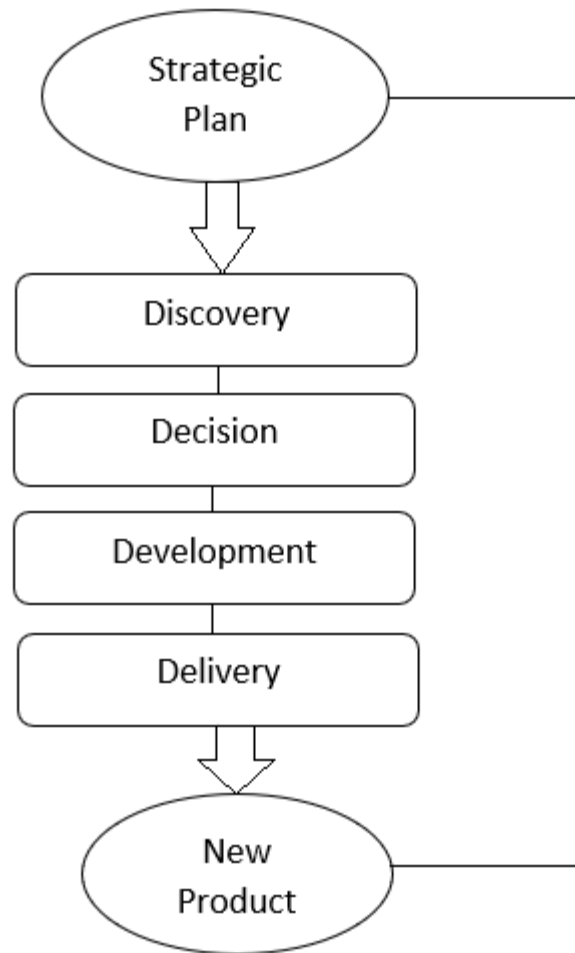 Strategic
Plan
Discovery
Decision
Development
Delivery
New
Product